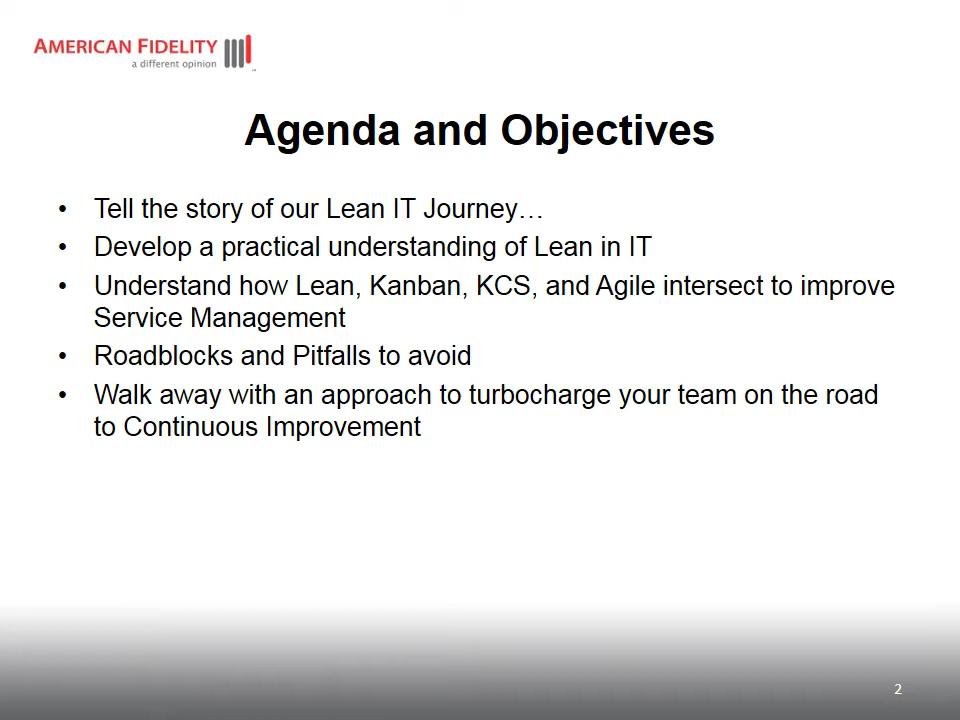 AMERICAN FIDELITY
a different opinion
Agenda and Objectives
• Tell the story of our Lean IT Journey…
• Develop a practical understanding of Lean in IT
• Understand how Lean, Kanban, KCS, and Agile intersect to improve
Service Management
• Roadblocks and Pitfalls to avoid
• Walk away with an approach to turbocharge your team on the road
to Continuous Improvement
2